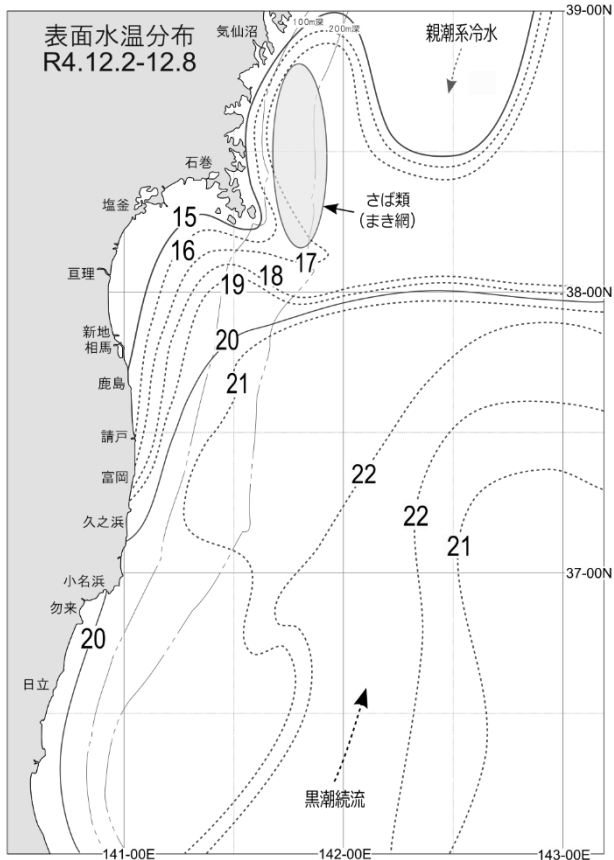 表面水温分布
R4.12.2-12.8
気仙沼
100m深
200m深
39-00N
親潮系冷水
石巻
さば類
(まき網)
塩釜
15
16
17
18
19
亘理
38-00N
新地
相馬
20
21
鹿島
請戸
22
富岡
22
久之浜
21
37-00N
小名浜
勿来
20
日立
黒潮続流
141-00E
142-00E
143-00E